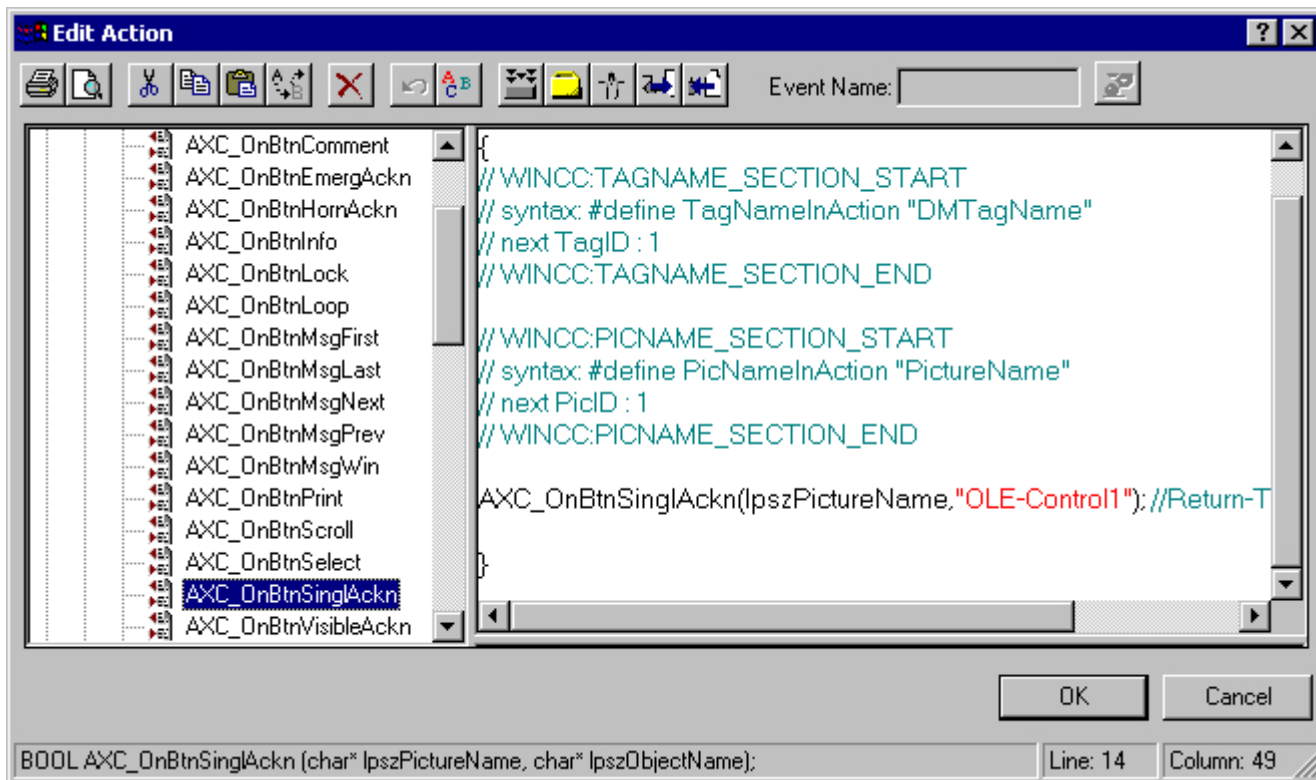 Edit Action
Event Name:
AXC_OnBtnComment
AXC_OnBtnEmergAckn
AXC_OnBtnHornAckn
AXC_OnBtnInfo
AXC_OnBtnLock
AXC_OnBtnLoop
AXC_OnBtnMsgFirst
AXC_OnBtnMsgLast
AXC_OnBtnMsgNext
AXC_OnBtnMsgPrev
AXC_OnBtnMsgWin
AXC_OnBtnPrint
AXC_OnBtnScroll
AXC_OnBtnSelect
AXC_OnBtnSinglAckn
AXC_OnBtnVisibleAckn
{
// WINCC:TAGNAME_SECTION_START
// syntax: #define TagNameInAction "DMTagName"
// next TagID : 1
// WINCC:TAGNAME_SECTION_END
// WINCC:PICNAME_SECTION_START
// syntax: #define PicNameInAction "PictureName"
// next PicID : 1
// WINCC:PICNAME_SECTION_END
AXC_OnBtnSinglAckn(lpszPictureName,"OLE-Control1"); //Return-T
}
OK
Cancel
BOOL AXC_OnBtnSinglAckn (char* lpszPictureName, char* lpszObjectName);
Line: 14
Column: 49